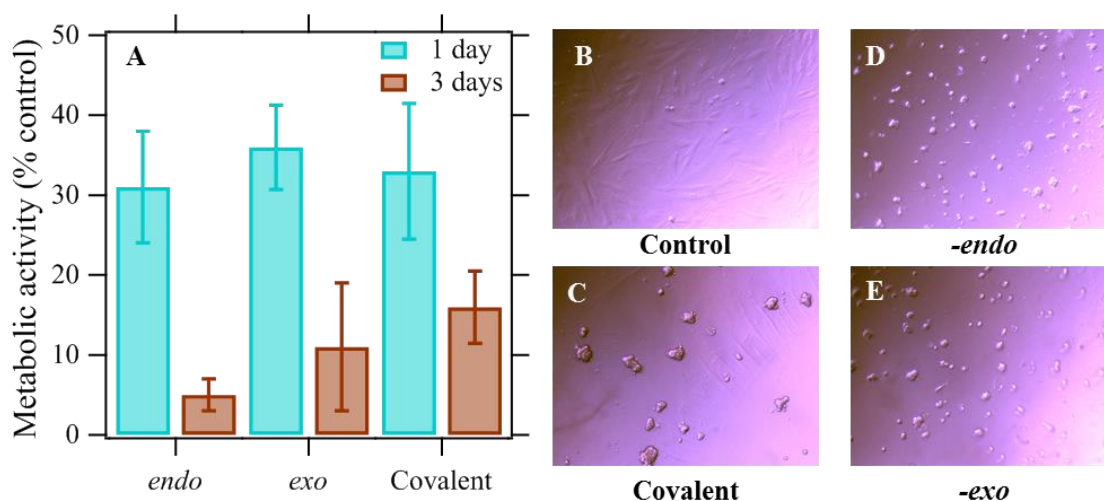 Metabolic activity (% control)
50
40
30
20
10
0
A
1 day
3 days
endo
exo
Covalent
B
Control
D
-endo
C
Covalent
E
-exo